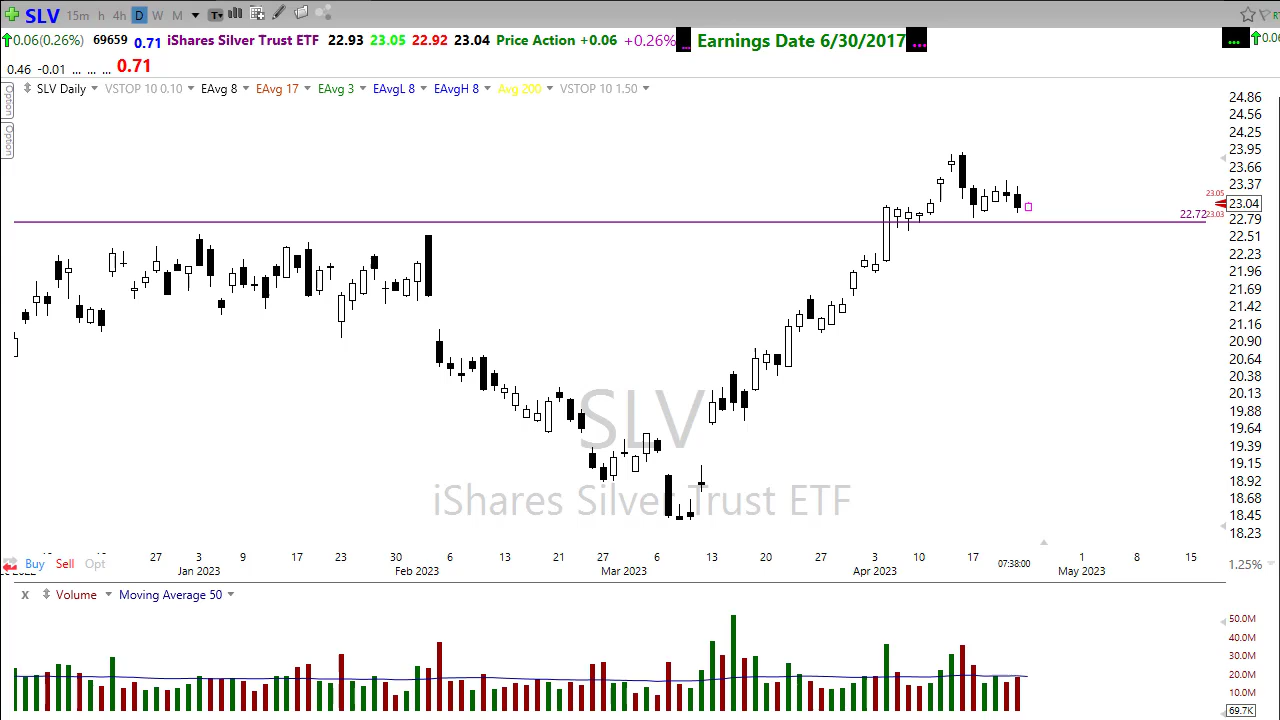 SLV 15m h 4h D W M T
0.06(0.26%) 69659 0.71 iShares Silver Trust ETF 22.93 23.05 22.92 23.04 Price Action +0.06 +0.26% ... Earnings Date 6/30/2017 ... ... 0.06
0.46 -0.01 ... ... ... 0.71
Option
Option
SLV Daily VSTOP 10 0.10 EAvg 8 EAvg 17 EAvg 3 EAvgL 8 EAvgH 8 Avg 200 VSTOP 10 1.50
24.86
24.56
24.25
23.95
23.66
23.37
23.05
23.04
22.72 23.03
22.79
22.51
22.23
21.96
21.69
21.42
21.16
20.90
20.64
20.38
20.13
19.88
19.64
19.39
19.15
18.92
18.68
18.45
18.23
SLV
iShares Silver Trust ETF
27 3 9 17 23 30 6 13 21 27 6 13 20 27 3 10 17 1 8 15
Buy Sell Opt 07:38:00 1.25%
Jan 2023 Feb 2023 Mar 2023 Apr 2023 May 2023
x Volume Moving Average 50
50.0M
40.0M
30.0M
20.0M
10.0M
69.7K